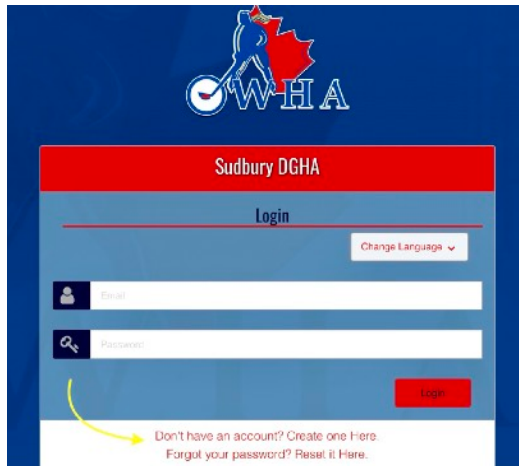 OWHA
Sudbury DGHA
Login
Change Language
Email
Password
Login
Don't have an account? Create one Here.
Forgot your password? Reset it Here.